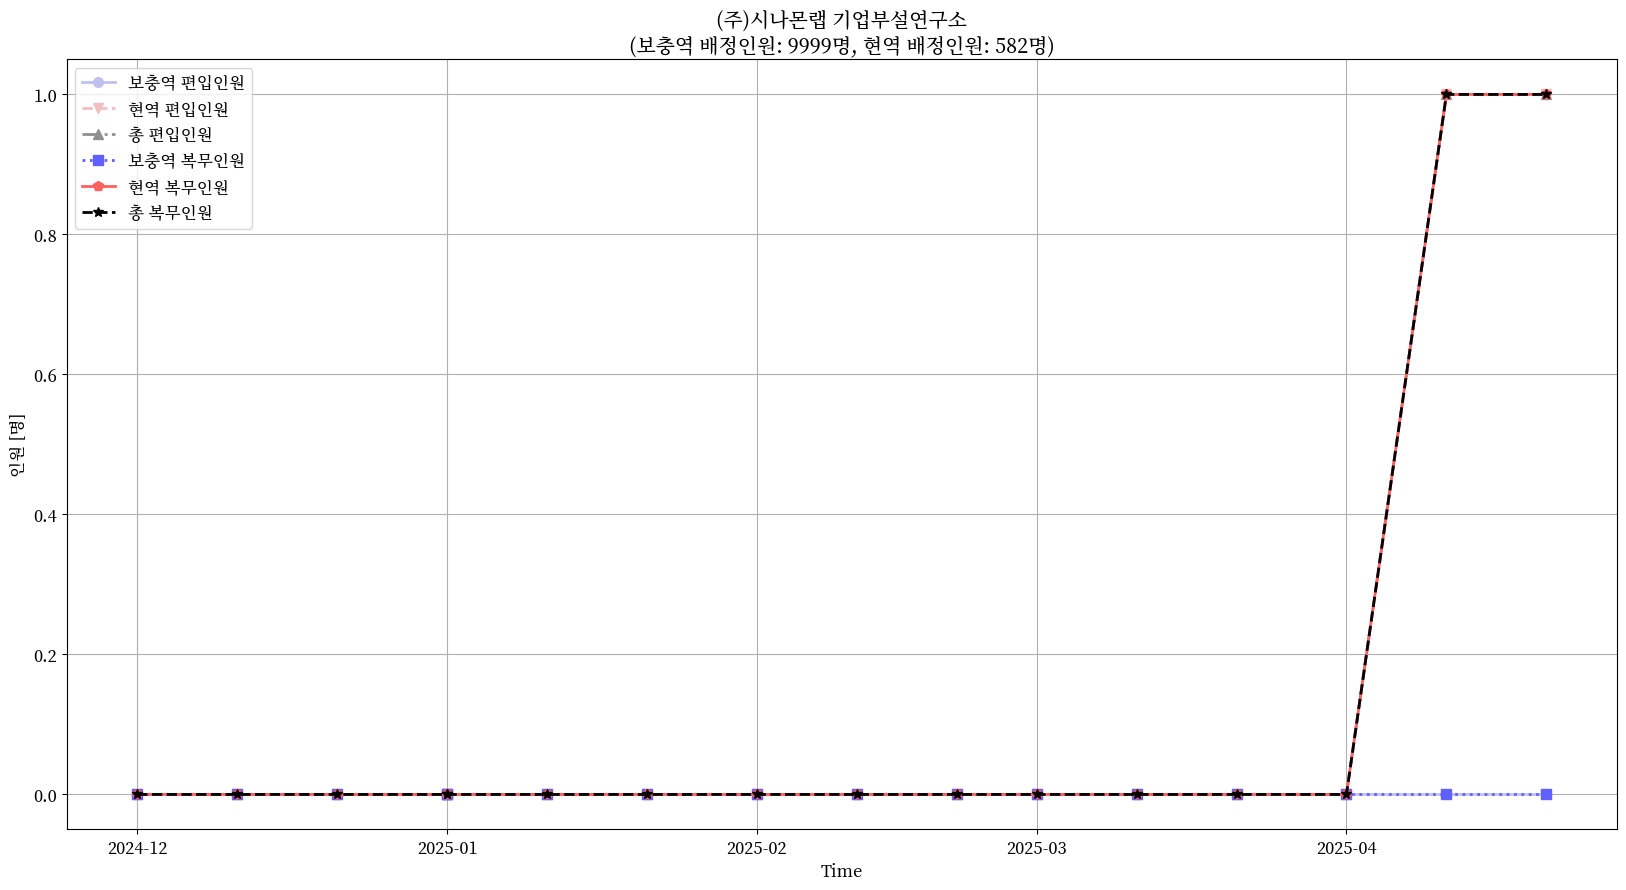 (주)시나몬랩 기업부설연구소
(보충역 배정인원: 9999명, 현역 배정인원: 582명)
보충역 편입인원
현역 편입인원
총 편입인원
보충역 복무인원
현역 복무인원
총 복무인원
1.0
0.8
0.6
0.4
0.2
0.0
인원 [명]
2024-12
2025-01
2025-02
2025-03
2025-04
Time